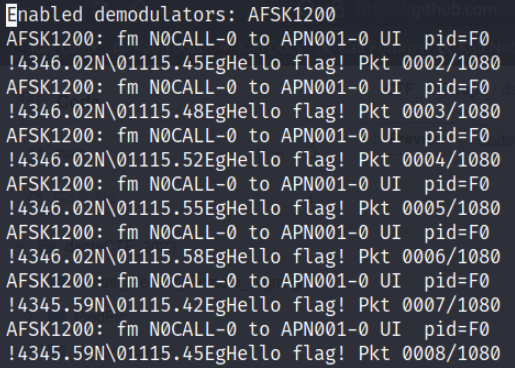 Enabled demodulators: AFSK1200
AFSK1200: fm N0CALL-0 to APN001-0 UI  pid=F0
!4346.02N\01115.45EgHello flag! Pkt 0002/1080
AFSK1200: fm N0CALL-0 to APN001-0 UI  pid=F0
!4346.02N\01115.48EgHello flag! Pkt 0003/1080
AFSK1200: fm N0CALL-0 to APN001-0 UI  pid=F0
!4346.02N\01115.52EgHello flag! Pkt 0004/1080
AFSK1200: fm N0CALL-0 to APN001-0 UI  pid=F0
!4346.02N\01115.55EgHello flag! Pkt 0005/1080
AFSK1200: fm N0CALL-0 to APN001-0 UI  pid=F0
!4346.02N\01115.58EgHello flag! Pkt 0006/1080
AFSK1200: fm N0CALL-0 to APN001-0 UI  pid=F0
!4345.59N\01115.42EgHello flag! Pkt 0007/1080
AFSK1200: fm N0CALL-0 to APN001-0 UI  pid=F0
!4345.59N\01115.45EgHello flag! Pkt 0008/1080